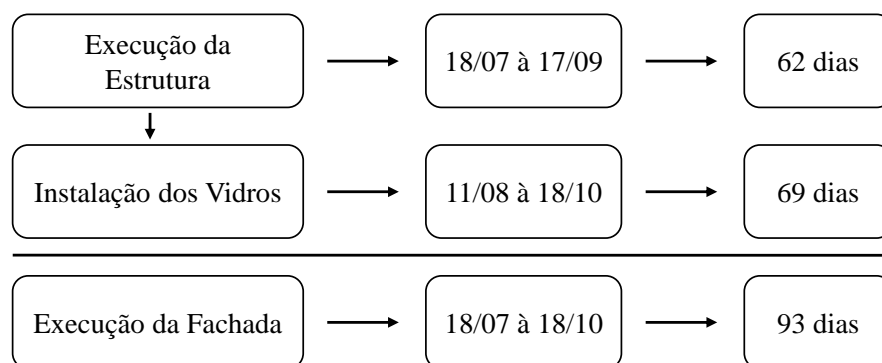 Execução da
Estrutura
18/07 à 17/09
62 dias
Instalação dos Vidros
11/08 à 18/10
69 dias
Execução da Fachada
18/07 à 18/10
93 dias